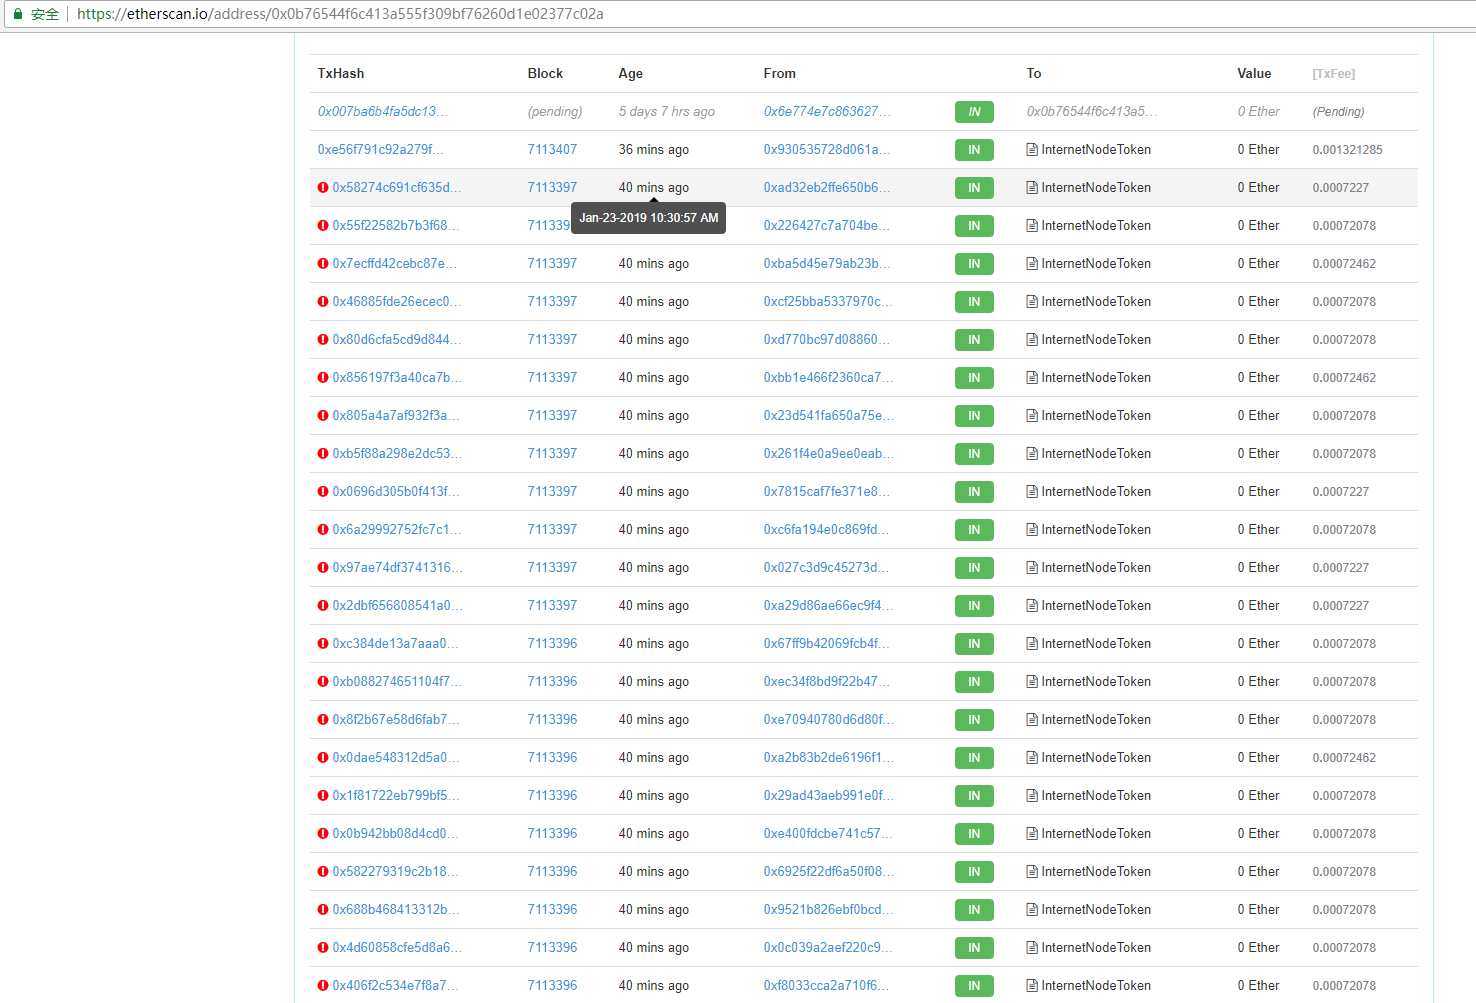 安全 https://etherscan.io/address/0x0b76544f6c413a555f309bf76260d1e02377c02a
TxHash Block Age From To Value [TxFee]
0x007ba6b4fa5dc13... (pending) 5 days 7 hrs ago 0x6e774e7c863627... IN 0x0b76544f6c413a5... 0 Ether (Pending)
0xe56f791c92a279f... 7113407 36 mins ago 0x930535728d061a... IN InternetNodeToken 0 Ether 0.001321285
0x58274c691cf635d... 7113397 40 mins ago 0xad32eb2ffe650b6... IN InternetNodeToken 0 Ether 0.0007227
Jan-23-2019 10:30:57 AM
0x55f22582b7b3f68... 711339 0x226427c7a704be... IN InternetNodeToken 0 Ether 0.00072078
0x7ecffd42cebc87e... 7113397 40 mins ago 0xba5d45e79ab23b... IN InternetNodeToken 0 Ether 0.00072462
0x46885fde26ecec0... 7113397 40 mins ago 0xcf25bba5337970c... IN InternetNodeToken 0 Ether 0.00072078
0x80d6cfa5cd9d844... 7113397 40 mins ago 0xd770bc97d08860... IN InternetNodeToken 0 Ether 0.00072078
0x856197f3a40ca7b... 7113397 40 mins ago 0xbb1e466f2360ca7... IN InternetNodeToken 0 Ether 0.00072462
0x805a4a7af932f3a... 7113397 40 mins ago 0x23d541fa650a75e... IN InternetNodeToken 0 Ether 0.00072078
0xb5f88a298e2dc53... 7113397 40 mins ago 0x261f4e0a9ee0eab... IN InternetNodeToken 0 Ether 0.00072078
0x0696d305b0f413f... 7113397 40 mins ago 0x7815caf7fe371e8... IN InternetNodeToken 0 Ether 0.0007227
0x6a29992752fc7c1... 7113397 40 mins ago 0xc6fa194e0c869fd... IN InternetNodeToken 0 Ether 0.00072078
0x97ae74df3741316... 7113397 40 mins ago 0x027c3d9c45273d... IN InternetNodeToken 0 Ether 0.0007227
0x2dbf656808541a0... 7113397 40 mins ago 0xa29d86ae66ec9f4... IN InternetNodeToken 0 Ether 0.0007227
0xc384de13a7aaa0... 7113396 40 mins ago 0x67ff9b42069fcb4f... IN InternetNodeToken 0 Ether 0.00072078
0xb088274651104f7... 7113396 40 mins ago 0xec34f8bd9f22b47... IN InternetNodeToken 0 Ether 0.00072078
0x8f2b67e58d6fab7... 7113396 40 mins ago 0xe70940780d6d80f... IN InternetNodeToken 0 Ether 0.00072078
0x0dae548312d5a0... 7113396 40 mins ago 0xa2b83b2de6196f1... IN InternetNodeToken 0 Ether 0.00072462
0x1f81722eb799bf5... 7113396 40 mins ago 0x29ad43aeb991e0f... IN InternetNodeToken 0 Ether 0.00072078
0x0b942bb08d4cd0... 7113396 40 mins ago 0xe400fdcbe741c57... IN InternetNodeToken 0 Ether 0.00072078
0x582279319c2b18... 7113396 40 mins ago 0x6925f22df6a50f08... IN InternetNodeToken 0 Ether 0.00072078
0x688b468413312b... 7113396 40 mins ago 0x9521b826ebf0bcd... IN InternetNodeToken 0 Ether 0.00072078
0x4d60858cfe5d8a6... 7113396 40 mins ago 0x0c039a2aef220c9... IN InternetNodeToken 0 Ether 0.00072078
0x406f2c534e7f8a7... 7113396 40 mins ago 0xf8033cca2a710f6... IN InternetNodeToken 0 Ether 0.00072078